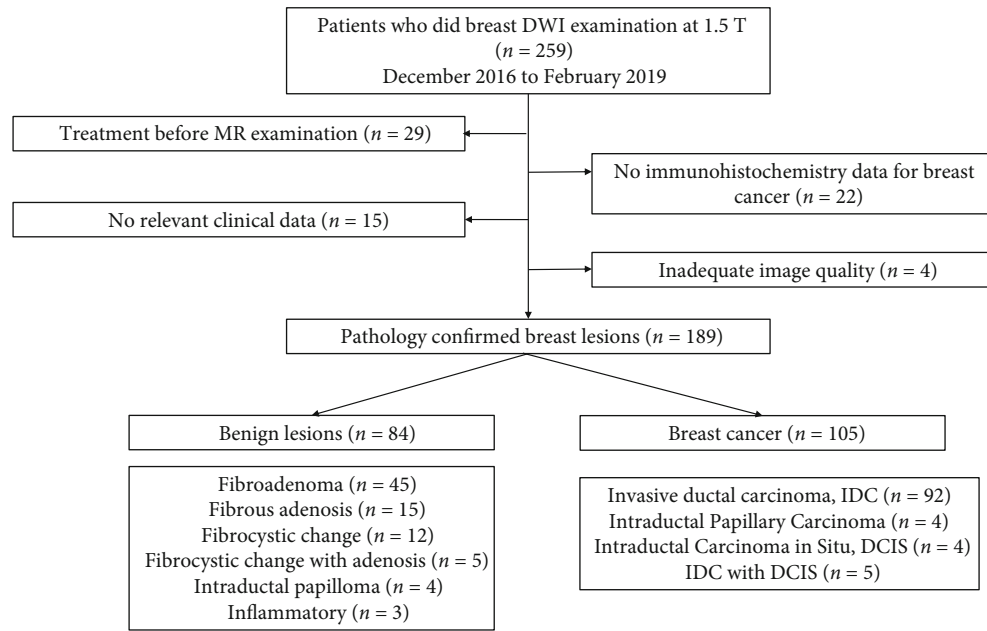 Patients who did breast DWI examination at 1.5 T
(n = 259)
December 2016 to February 2019
Treatment before MR examination (n = 29)
No immunohistochemistry data for breast
cancer (n = 22)
No relevant clinical data (n = 15)
Inadequate image quality (n = 4)
Pathology confirmed breast lesions (n = 189)
Benign lesions (n = 84)
Breast cancer (n = 105)
Fibroadenoma (n = 45)
Fibrous adenosis (n = 15)
Fibrocystic change (n = 12)
Fibrocystic change with adenosis (n = 5)
Intraductal papilloma (n = 4)
Inflammatory (n = 3)
Invasive ductal carcinoma, IDC (n = 92)
Intraductal Papillary Carcinoma (n = 4)
Intraductal Carcinoma in Situ, DCIS (n = 4)
IDC with DCIS (n = 5)